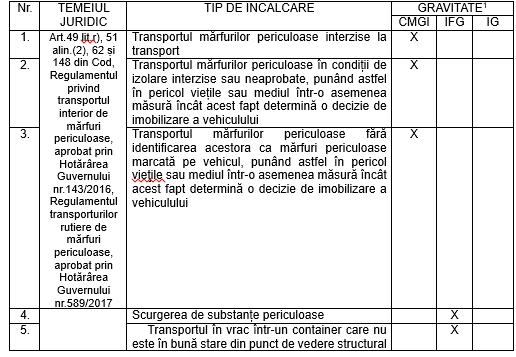 Nr. TEMEIUL JURIDIC TIP DE INCALCARE GRAVITATE¹
CMGI IFG IG
1. Art.49 lit.r), 51 alin.(2), 62 și 148 din Cod, Regulamentul privind transportul interior de mărfuri periculoase, aprobat prin Hotărârea Guvernului nr.143/2016, Regulamentul transporturilor rutiere de mărfuri periculoase, aprobat prin Hotărârea Guvernului nr.589/2017
Transportul mărfurilor periculoase interzise la
transport
X
2. Transportul mărfurilor periculoase în condiții de
izolare interzise sau neaprobate, punând astfel
în pericol viețile sau mediul într-o asemenea
măsură încât acest fapt determină o decizie de
imobilizare a vehiculului
X
3. Transportul mărfurilor periculoase fără
identificarea acestora ca mărfuri periculoase
marcată pe vehicul, punând astfel în pericol
viețile sau mediul într-o asemenea măsură încât
acest fapt determină o decizie de imobilizare a
vehiculului
X
4. Scurgerea de substanțe periculoase X
5. Transportul în vrac într-un container care nu
este în bună stare din punct de vedere structural
X